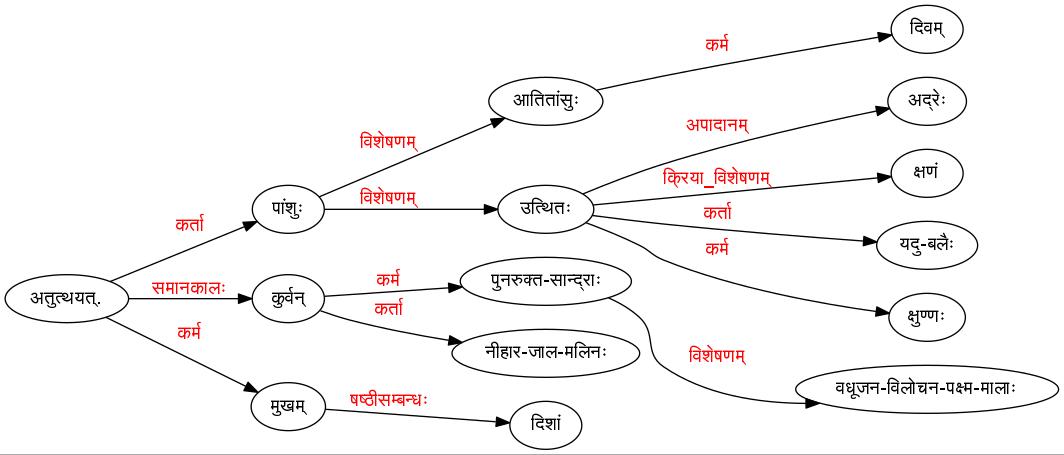 दिवम्
कर्म
आतितांसुः
अद्रेः
अपादानम्
विशेषणम्
क्षणं
क्रिया_विशेषणम्
पांशुः
विशेषणम्
उत्थितः
कर्ता
यदु-बलैः
कर्ता
कर्म
पुनरुक्त-सान्द्राः
कर्म
समानकालः
अतुत्थयत्.
कुर्वन्
कर्ता
क्षुण्णः
कर्म
नीहार-जाल-मलिनः
विशेषणम्
वधूजन-विलोचन-पक्ष्म-मालाः
मुखम्
षष्ठीसम्बन्धः
दिशां